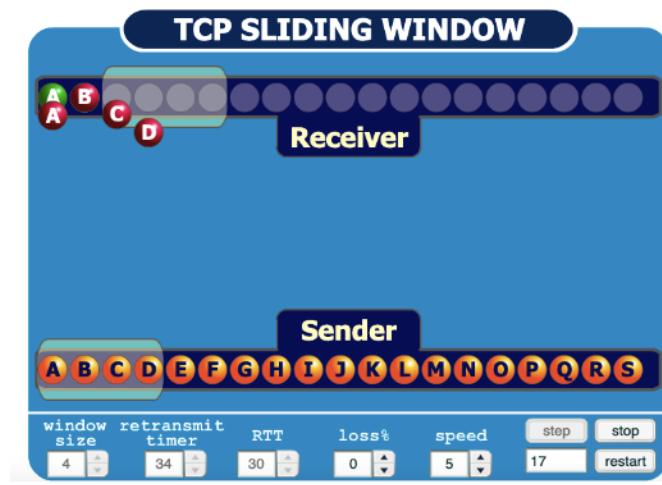 TCP SLIDING WINDOW
A B
A C
D
Receiver
Sender
A B C D E F G H I J K L M N O P Q R S
window size retransmit timer RTT loss% speed step stop
4 34 30 0 5 17 restart